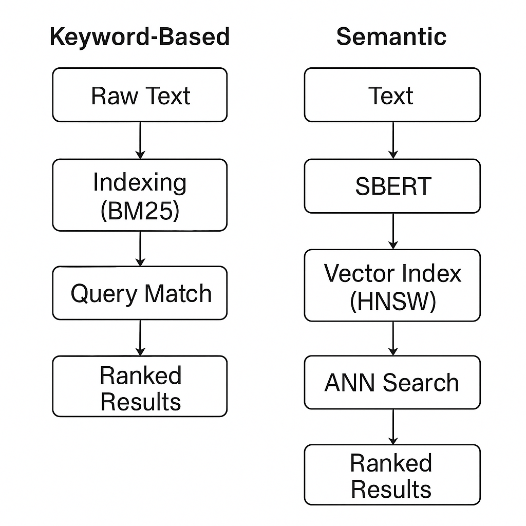 Keyword-Based
Raw Text
Indexing
(BM25)
Query Match
Ranked
Results
Semantic
Text
SBERT
Vector Index
(HNSW)
ANN Search
Ranked
Results